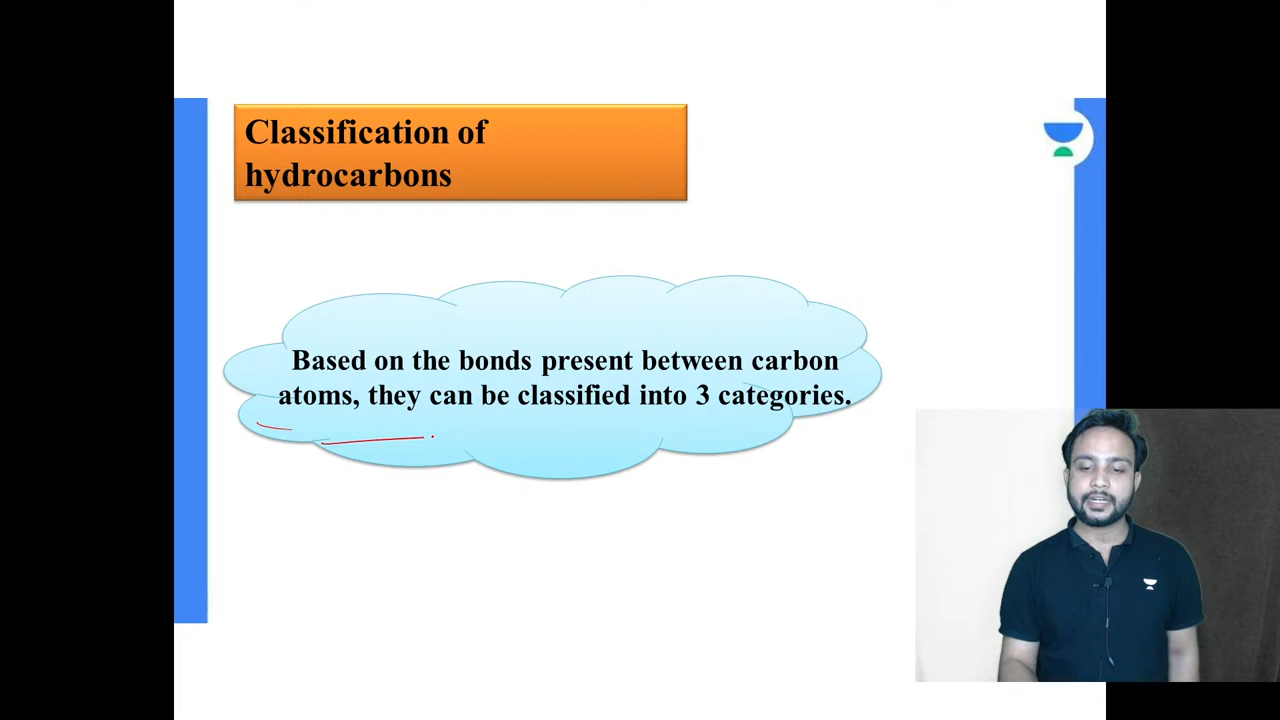 Classification of
hydrocarbons
Based on the bonds present between carbon
atoms, they can be classified into 3 categories.